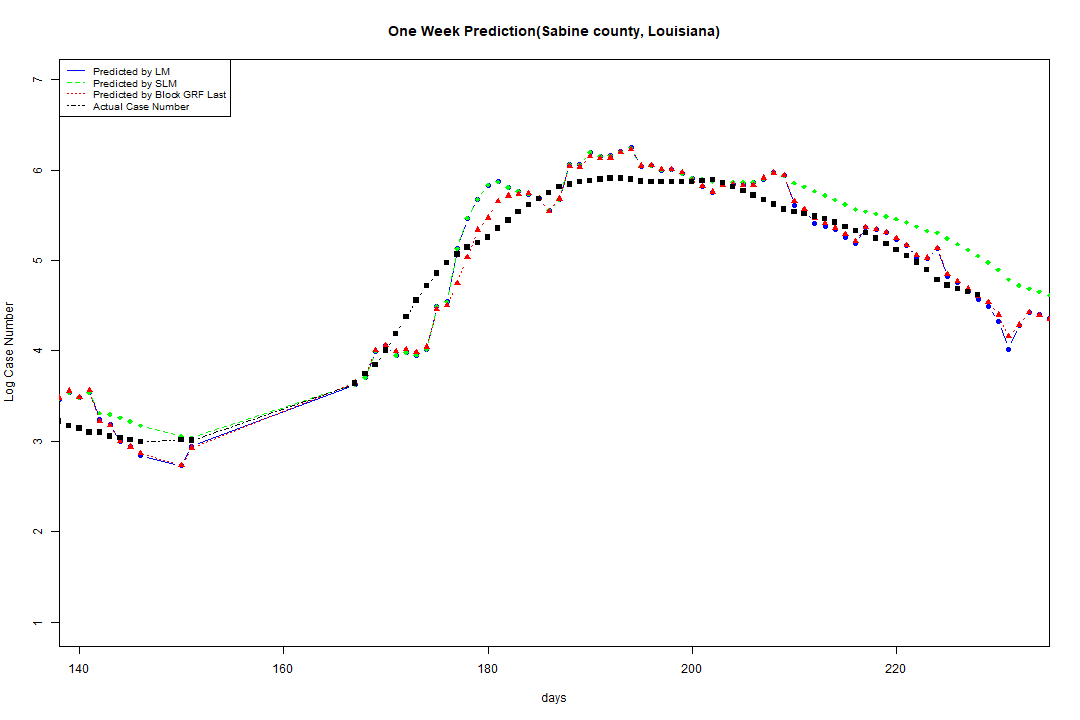 One Week Prediction(Sabine county, Louisiana)
Predicted by LM
Predicted by SLM
Predicted by Block GRF Last
Actual Case Number
7
6
5
4
3
2
1
Log Case Number
140 160 180 200 220
days